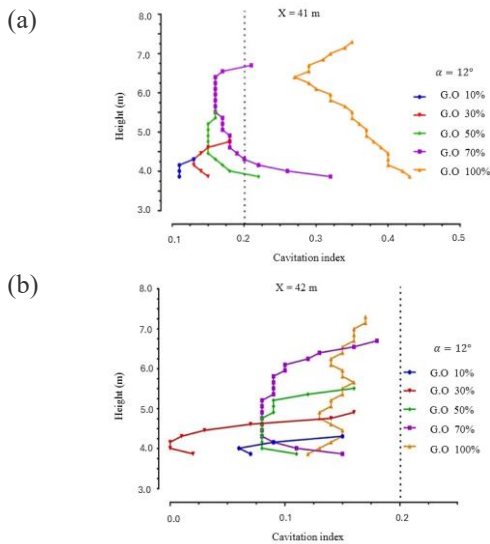 (a)
X = 41 m
8.0
7.0
6.0
5.0
4.0
3.0
Height (m)
0.1
0.2
0.3
0.4
0.5
Cavitation index
α = 12°
G.O 10%
G.O 30%
G.O 50%
G.O 70%
G.O 100%
(b)
X = 42 m
8.0
7.0
6.0
5.0
4.0
3.0
Height (m)
0.0
0.1
0.2
Cavitation index
α = 12°
G.O 10%
G.O 30%
G.O 50%
G.O 70%
G.O 100%